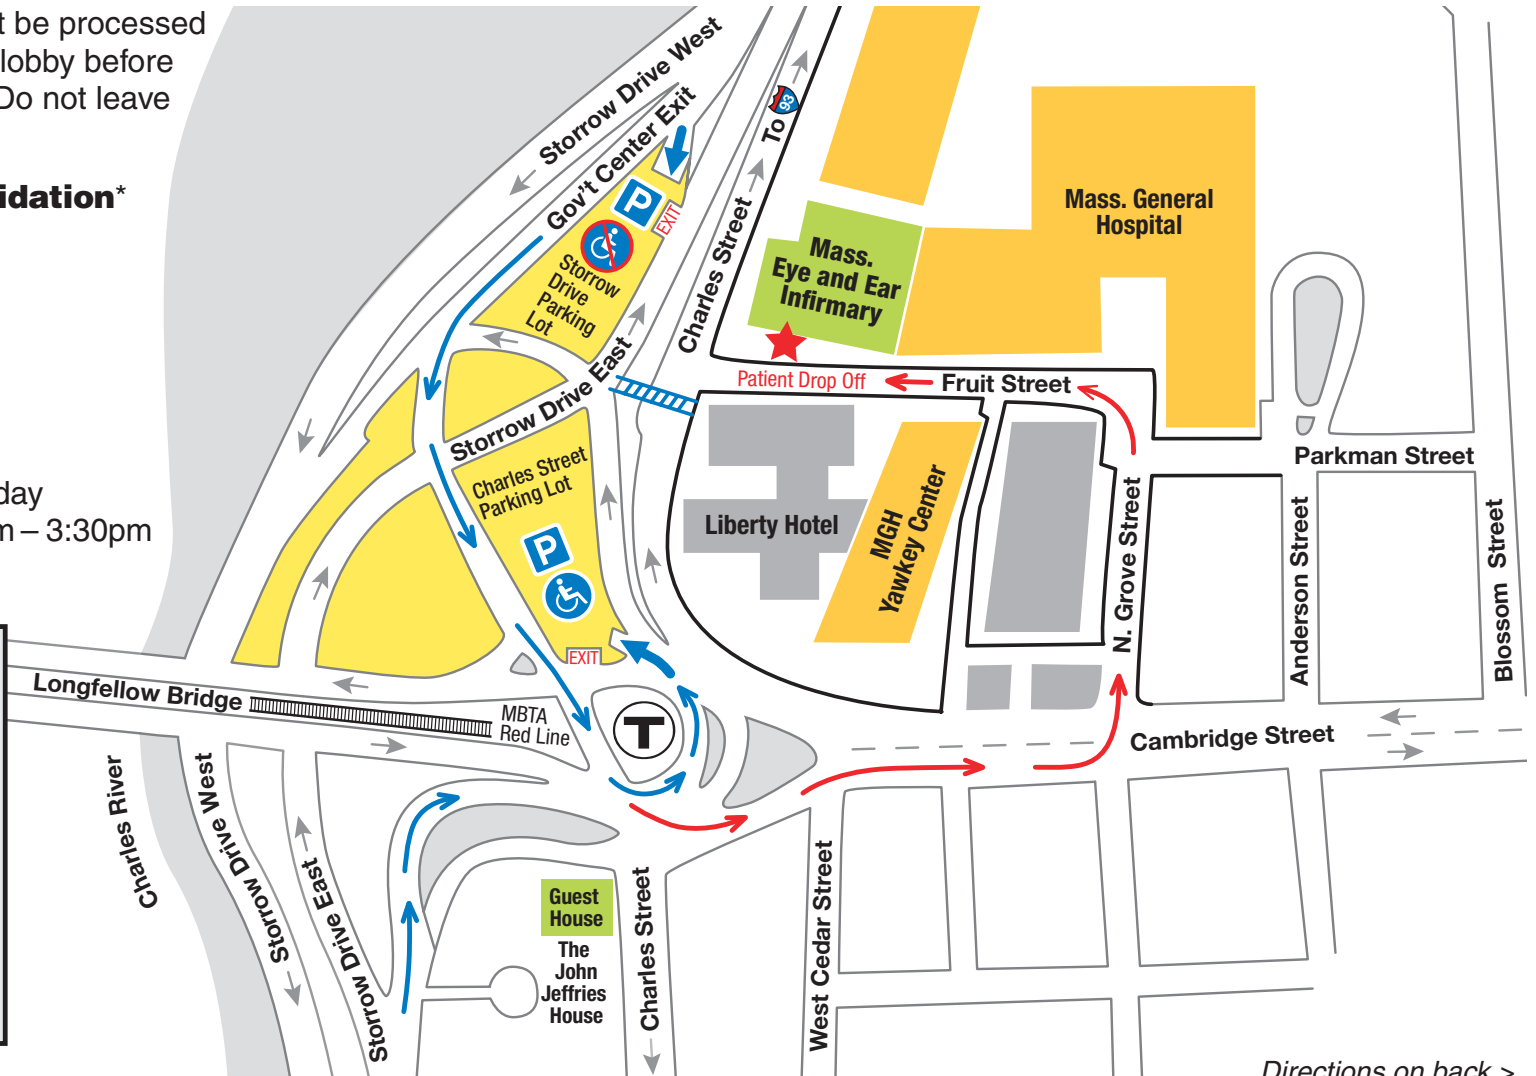 t be processed
lobby before
Do not leave
idation*
day
m – 3:30pm
Storrow Drive West
Gov't Center Exit
To 93
P
EXIT
Storrow
Drive
Parking
Lot
Charles Street
Mass.
Eye and Ear
Infirmary
Mass. General
Hospital
Patient Drop Off
Fruit Street
Storrow Drive East
Charles Street
Parking Lot
P
EXIT
Liberty Hotel
MGH
Yawkey Center
N. Grove Street
Parkman Street
Anderson Street
Blossom Street
Longfellow Bridge
MBTA
Red Line
T
Cambridge Street
Charles River
Storrow Drive West
Storrow Drive East
Storrow Drive East
Guest
House
The
John
Jeffries
House
Charles Street
West Cedar Street
Directions on back >